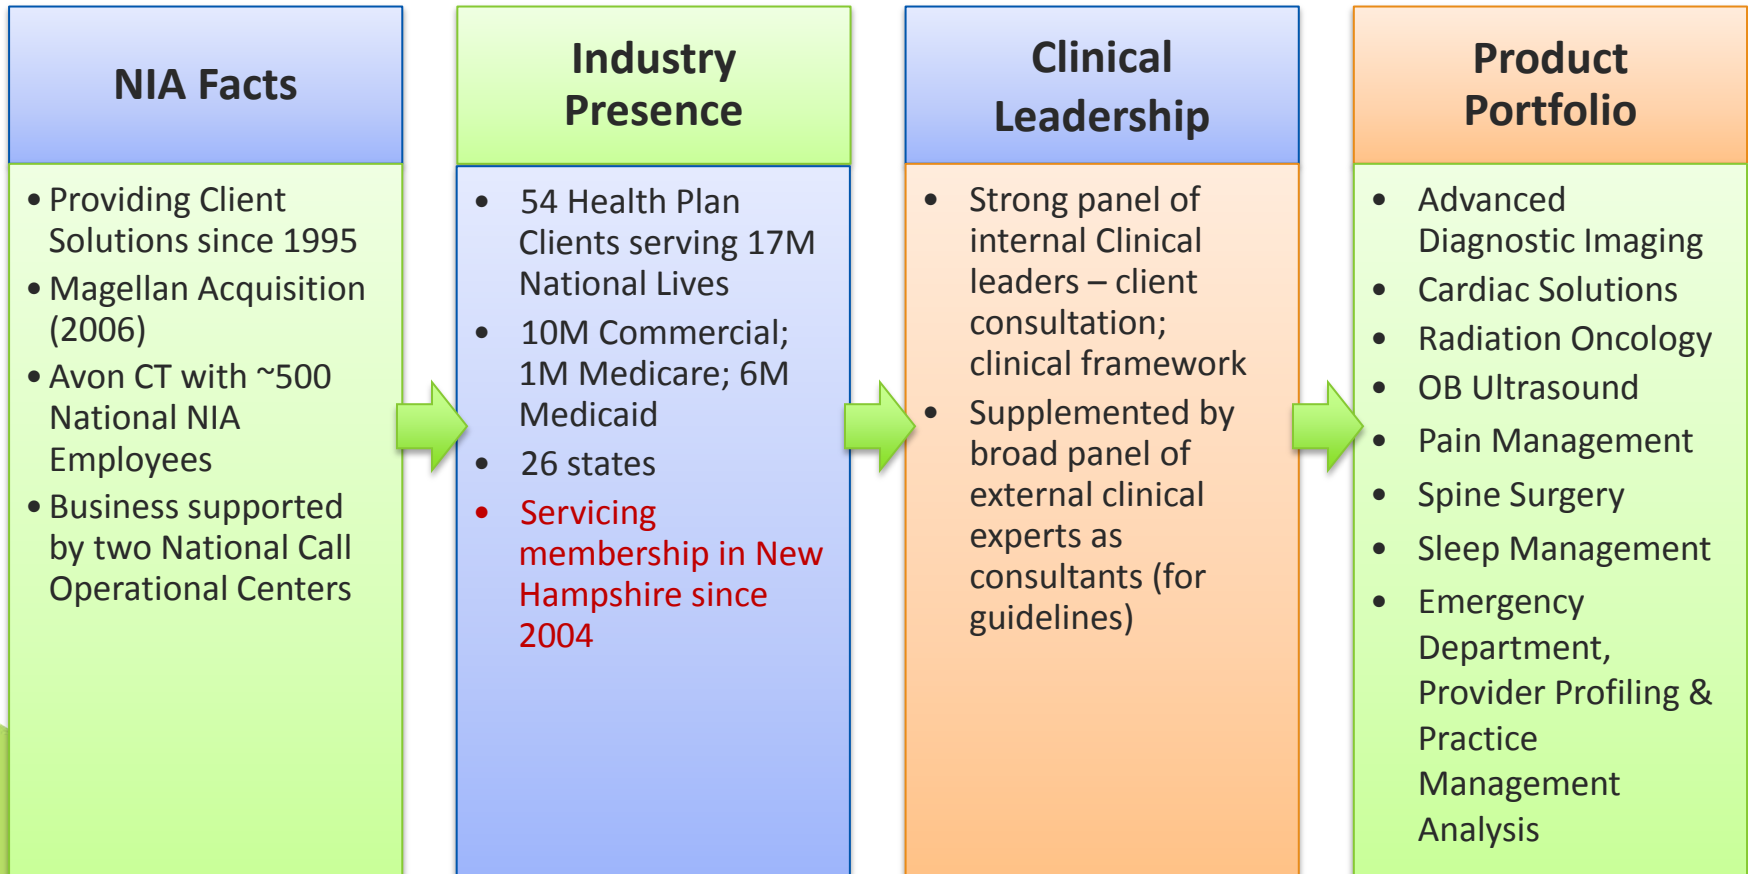 NIA Facts
• Providing Client
Solutions since 1995
• Magellan Acquisition
(2006)
• Avon CT with ~500
National NIA
Employees
• Business supported
by two National Call
Operational Centers
Industry
Presence
• 54 Health Plan
Clients serving 17M
National Lives
• 10M Commercial;
1M Medicare; 6M
Medicaid
• 26 states
• Servicing
membership in New
Hampshire since
2004
Clinical
Leadership
• Strong panel of
internal Clinical
leaders – client
consultation;
clinical framework
• Supplemented by
broad panel of
external clinical
experts as
consultants (for
guidelines)
Product
Portfolio
• Advanced
Diagnostic Imaging
• Cardiac Solutions
• Radiation Oncology
• OB Ultrasound
• Pain Management
• Spine Surgery
• Sleep Management
• Emergency
Department,
Provider Profiling &
Practice
Management
Analysis